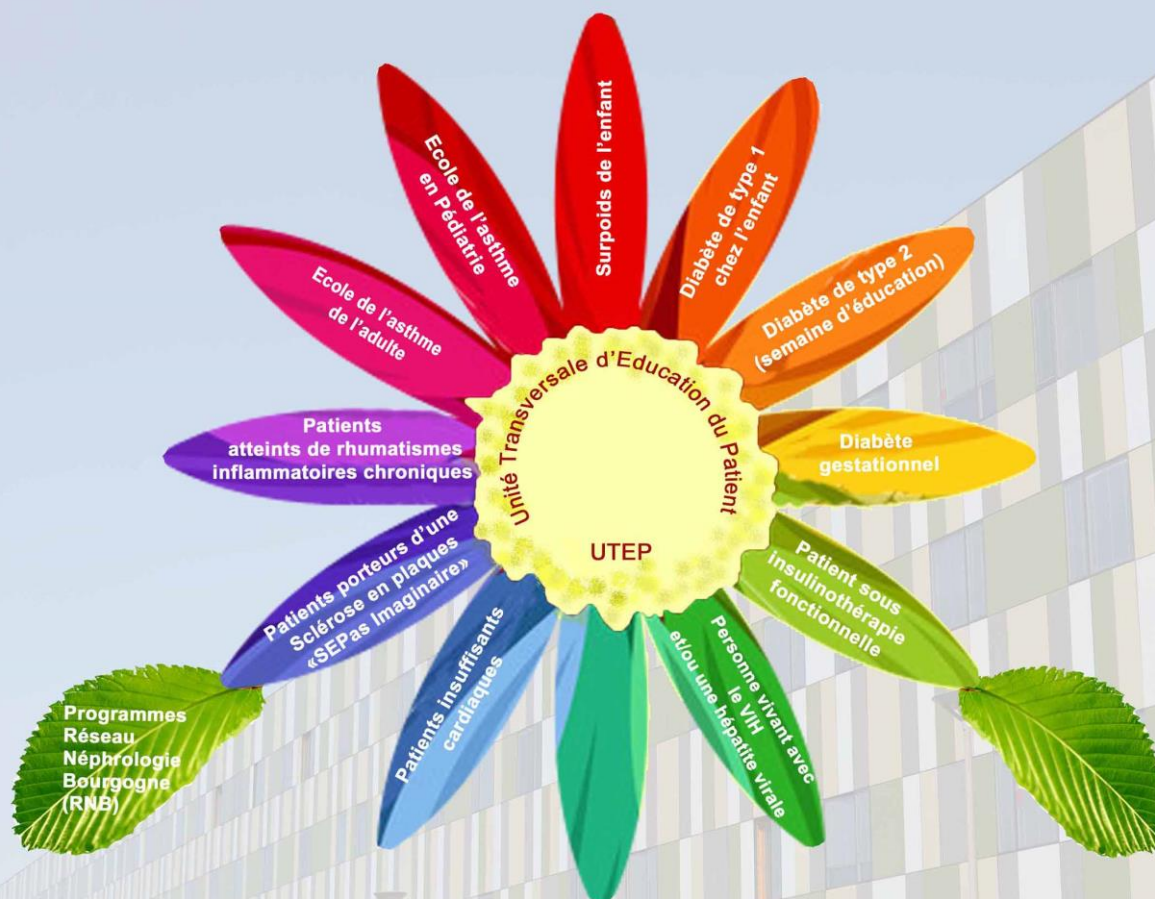 Surpoids de l'enfant
Diabète de type 1
chez l'enfant
Diabète de type 2
(semaine d'éducation)
Diabète
gestationnel
Patient sous
insulinothérapie
fonctionnelle
Personne vivant avec
le VIH
et/ou une hépatite virale
Patients insuffisants
cardiaques
Patients porteurs d'une
Sclérose en plaques
«SEPas Imaginaire»
Patients
atteints de rhumatismes
inflammatoires chroniques
Ecole de l'asthme
de l'adulte
Ecole de l'asthme
en Pédiatrie
Unité Transversale d'Education du Patient
UTEP
Programmes
Réseau
Néphrologie
Bourgogne
(RNB)